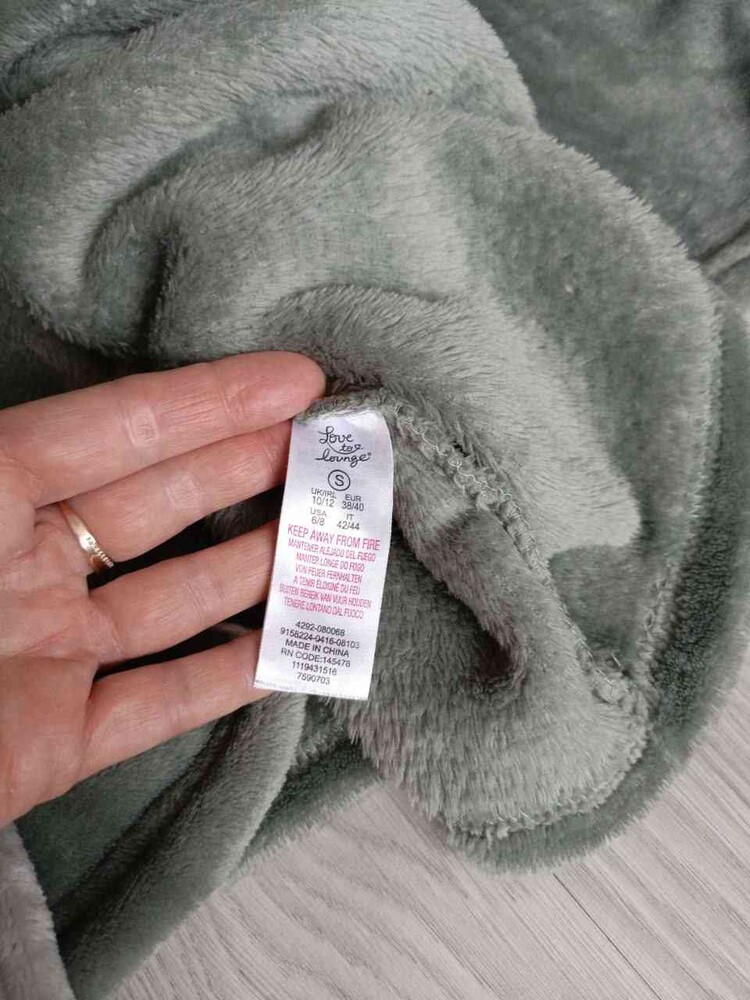 Love
to
lounge
S
UK/IRL EUR
10/12 38/40
USA IT
6/8 42/44
KEEP AWAY FROM FIRE
MANTENER ALEJADO DEL FUEGO
MANTER LONGE DO FOGO
VON FEUER FERNHALTEN
A TENIR ÉLOIGNÉ DU FEU
BUITEN BEREIK VAN VUUR HOUDEN
TENERE LONTANO DAL FUOCO
4292-080068
9158224-0416-08103
MADE IN CHINA
RN CODE:145478
1119431516
7590703